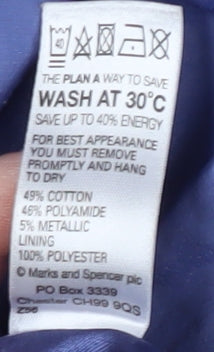 40
THE PLAN A WAY TO SAVE
WASH AT 30°C
SAVE UP TO 40% ENERGY
FOR BEST APPEARANCE
YOU MUST REMOVE
PROMPTLY AND HANG
TO DRY
49% COTTON
46% POLYAMIDE
5% METALLIC
LINING
100% POLYESTER
© Marks and Spencer plc
PO Box 3339
Chester CH99 9QS
Z56